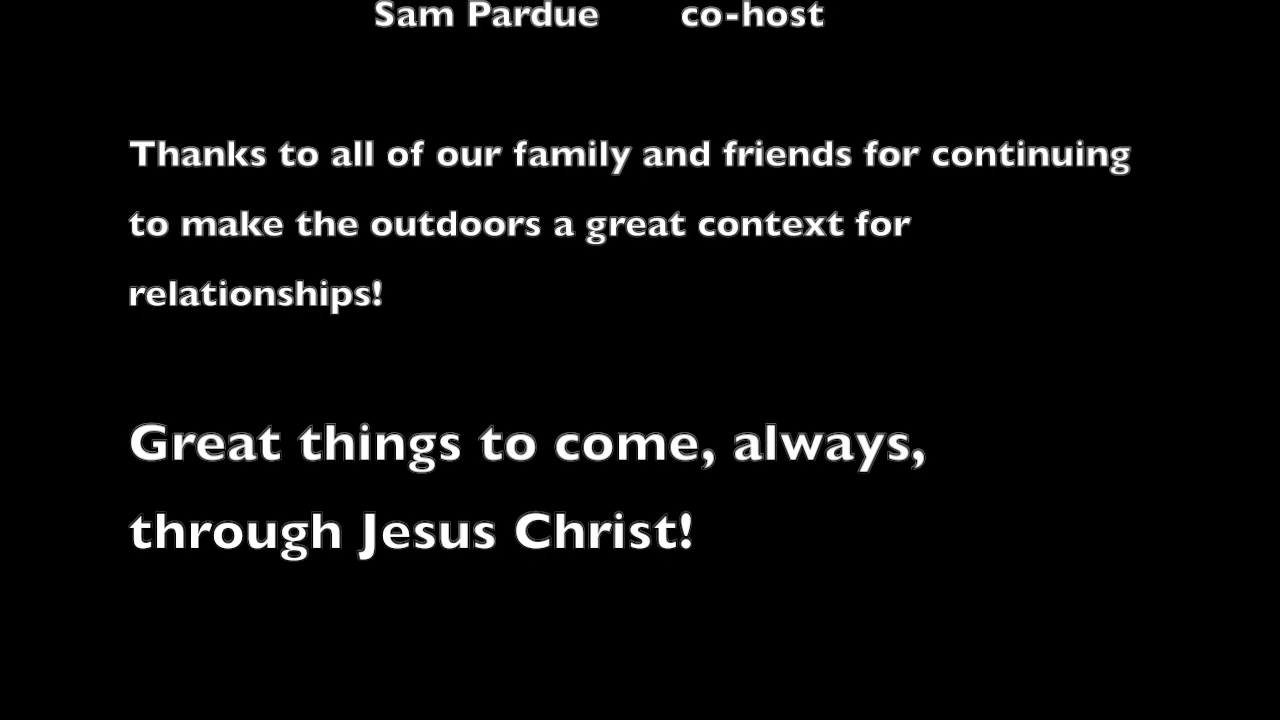 Sam Pardue co-host
Thanks to all of our family and friends for continuing
to make the outdoors a great context for
relationships!
Great things to come, always,
through Jesus Christ!